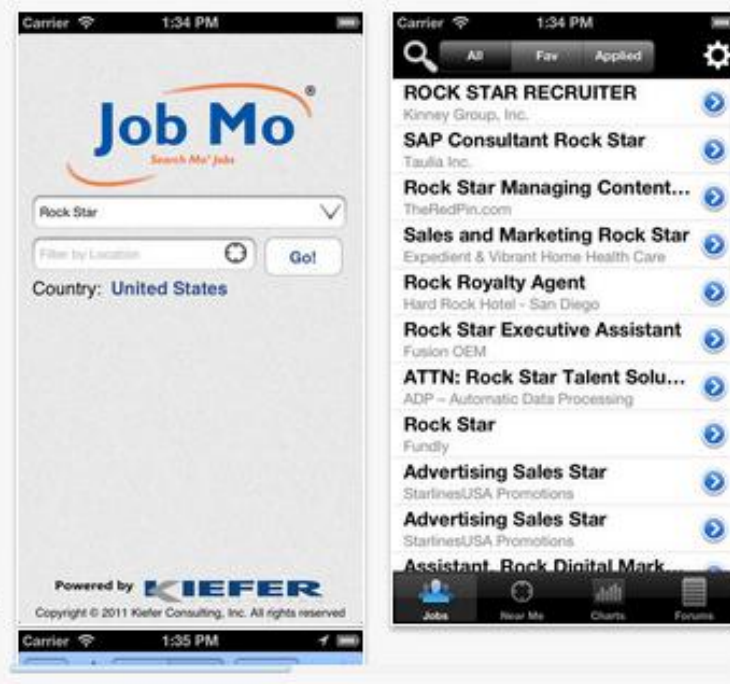 Carrier 1:34 PM
Job Mo®
Search Mo' Jobs
Rock Star
Filter by Location
Go!
Country: United States
Powered by KIEFER
Copyright © 2011 Kiefer Consulting, Inc. All rights reserved
Carrier 1:35 PM
Carrier 1:34 PM
All Fav Applied
ROCK STAR RECRUITER
Kinney Group, Inc.
SAP Consultant Rock Star
Taulia Inc.
Rock Star Managing Content...
TheRedPin.com
Sales and Marketing Rock Star
Expedient & Vibrant Home Health Care
Rock Royalty Agent
Hard Rock Hotel - San Diego
Rock Star Executive Assistant
Fusion OEM
ATTN: Rock Star Talent Solu...
ADP – Automatic Data Processing
Rock Star
Fundly
Advertising Sales Star
StarlinesUSA Promotions
Advertising Sales Star
StarlinesUSA Promotions
Assistant, Rock Digital Mark...
Jobs Near Me Charts Forums